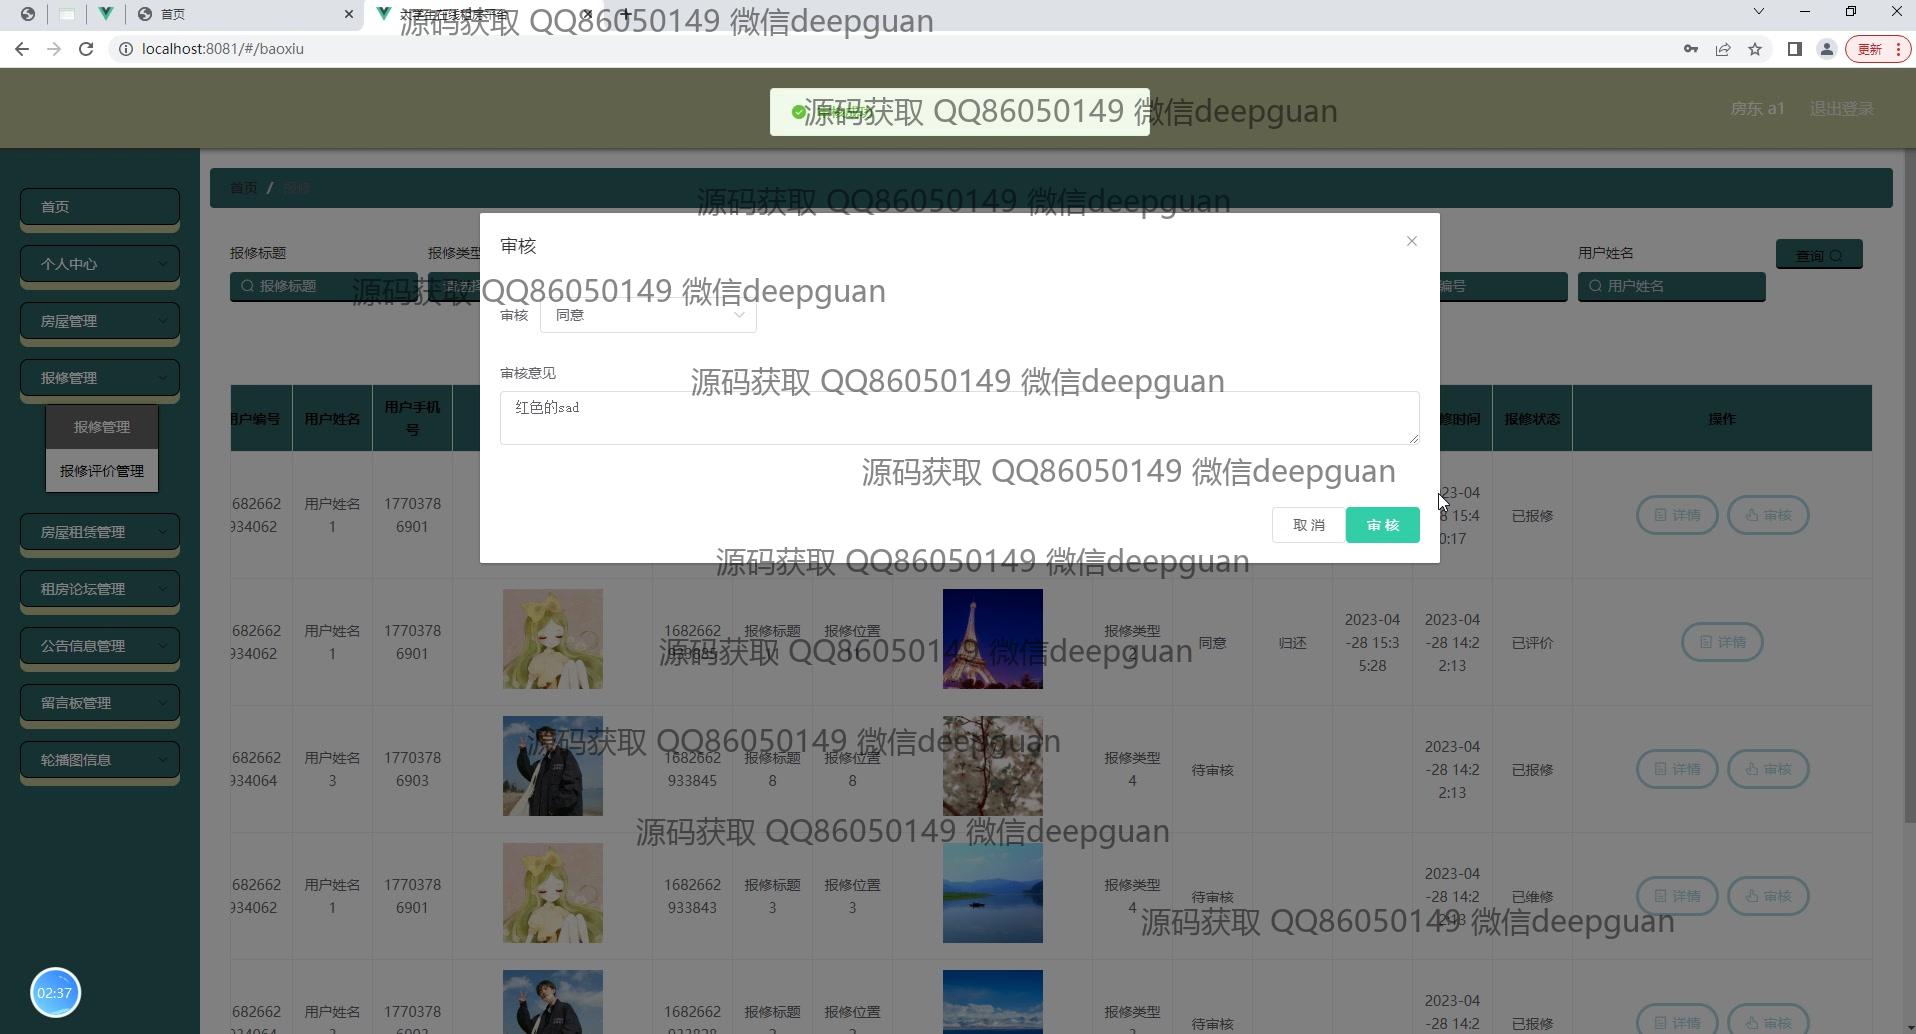 首页
localhost:8081/#/baoxiu
更新
源码获取 QQ86050149 微信deepguan
房东 a1
退出登录
源码获取 QQ86050149 微信deepguan
首页 /
源码获取 QQ86050149 微信deepguan
首页
个人中心
房屋管理
报修管理
报修管理
报修评价管理
房屋租赁管理
租房论坛管理
公告信息管理
留言板管理
轮播图信息
02:37
报修标题
报修类型
用户姓名
报修标题
编号
用户姓名
查询
审核
源码获取 QQ86050149 微信deepguan
审核
同意
审核意见
源码获取 QQ86050149 微信deepguan
红色的sad
源码获取 QQ86050149 微信deepguan
取 消
审 核
源码获取 QQ86050149 微信deepguan
用户编号
用户姓名
用户手机
号
修时间
报修状态
操作
682662
934062
用户姓名
1
1770378
6901
23-04
8 15:4
0:17
已报修
详情
审核
682662
934062
用户姓名
1
1770378
6901
1682662
报修标题
报修位置
报修类型
同意
归还
2023-04
-28 15:3
5:28
2023-04
-28 14:2
2:13
已评价
详情
源码获取 QQ86050149 微信deepguan
682662
934064
用户姓名
3
1770378
6903
1682662
933845
报修标题
8
报修位置
8
报修类型
4
待审核
2023-04
-28 14:2
2:13
已报修
详情
审核
源码获取 QQ86050149 微信deepguan
源码获取 QQ86050149 微信deepguan
682662
934062
用户姓名
1
1770378
6901
1682662
933843
报修标题
3
报修位置
3
报修类型
4
待审核
2023-04
-28 14:2
2:13
已维修
详情
审核
源码获取 QQ86050149 微信deepguan
682662
用户姓名
1770378
1682662
报修标题
报修位置
报修类型
待审核
2023-04
-28 14:2
已报修
详情
审核